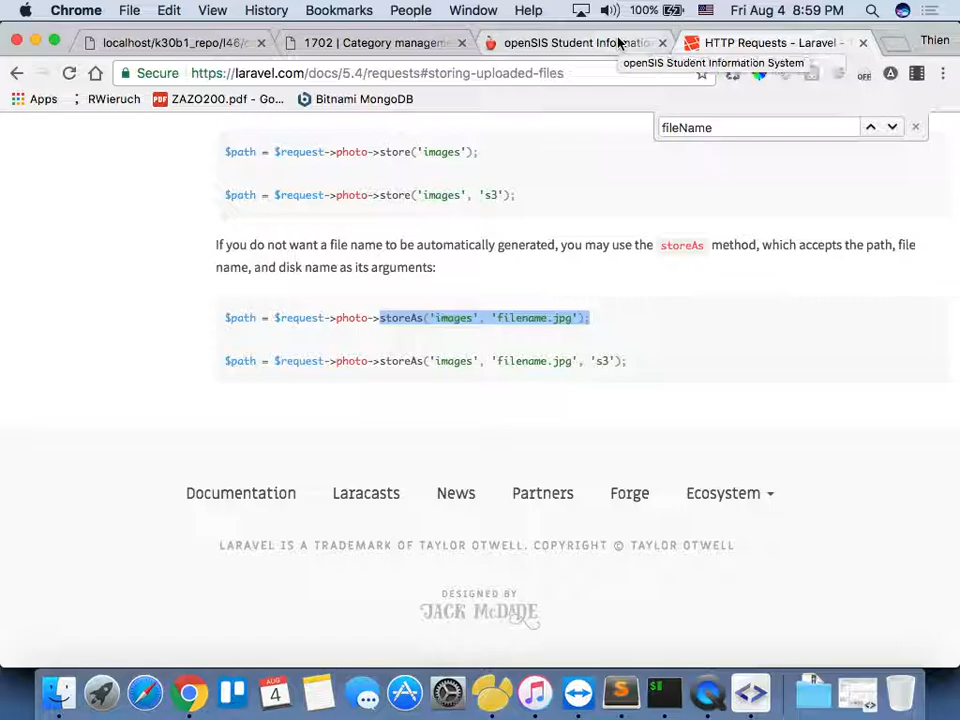 Chrome File Edit View History Bookmarks People Window Help 100% Fri Aug 4 8:59 PM
localhost/k30b1_repo/l46/c 1702 | Category managem openSIS Student Informatio HTTP Requests - Laravel - Thien
Secure https://laravel.com/docs/5.4/requests#storing-uploaded-files openSIS Student Information System OFF
Apps RWieruch PDF ZAZO200.pdf - Go... Bitnami MongoDB
fileName
$path = $request->photo->store('images');
$path = $request->photo->store('images', 's3');
If you do not want a file name to be automatically generated, you may use the storeAs method, which accepts the path, file
name, and disk name as its arguments:
$path = $request->photo->storeAs('images', 'filename.jpg');
$path = $request->photo->storeAs('images', 'filename.jpg', 's3');
Documentation Laracasts News Partners Forge Ecosystem
LARAVEL IS A TRADEMARK OF TAYLOR OTWELL. COPYRIGHT © TAYLOR OTWELL
DESIGNED BY
JACK McDADE
AUG
4